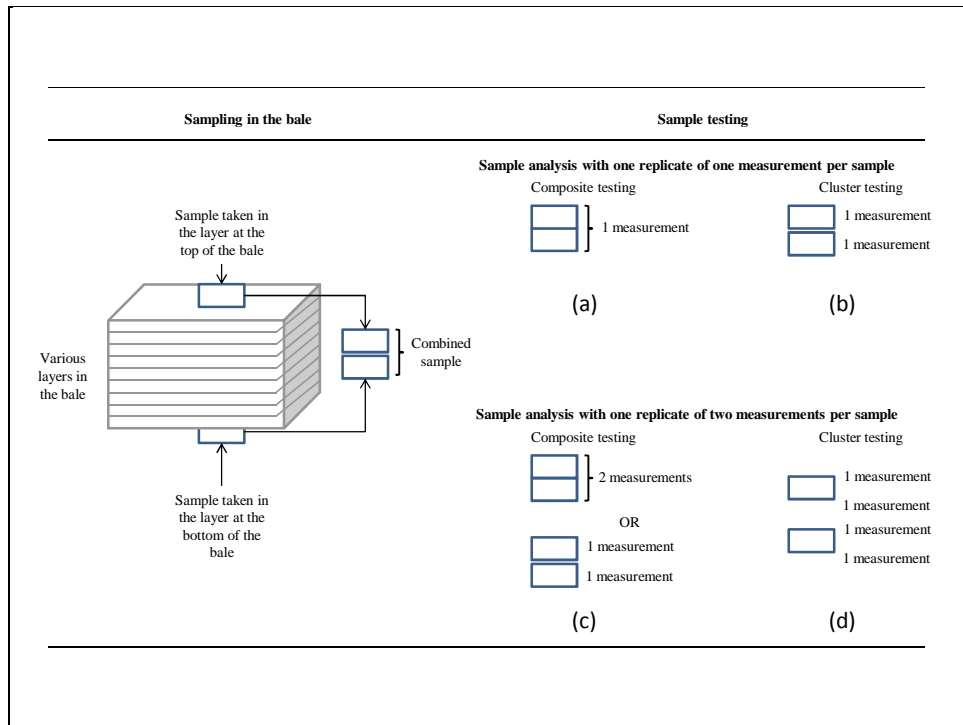 Sampling in the bale
Sample testing
Sample analysis with one replicate of one measurement per sample
Composite testing
Cluster testing
Sample taken in
the layer at the
top of the bale
1 measurement
1 measurement
1 measurement
(a)
(b)
Various
layers in
the bale
Combined
sample
Sample analysis with one replicate of two measurements per sample
Composite testing
Cluster testing
2 measurements
1 measurement
1 measurement
1 measurement
1 measurement
Sample taken in
the layer at the
bottom of the
bale
OR
1 measurement
1 measurement
(c)
(d)